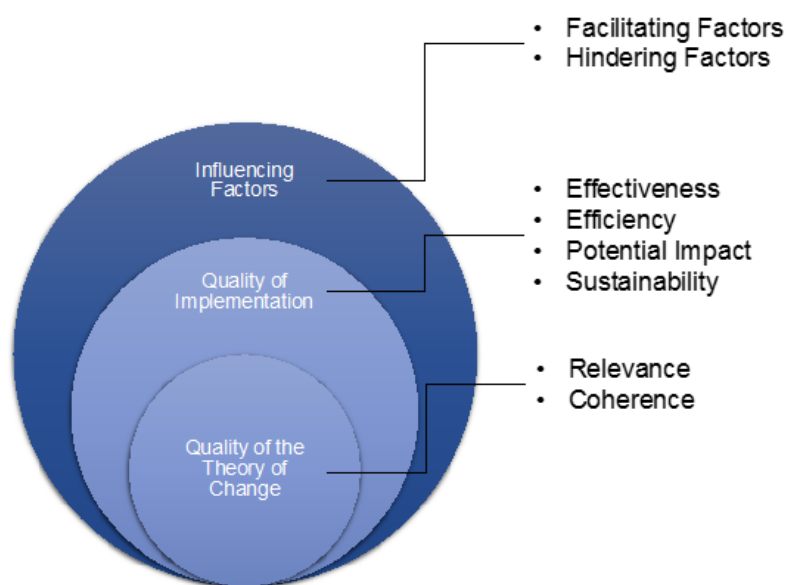 • Facilitating Factors
• Hindering Factors
Influencing
Factors
• Effectiveness
• Efficiency
• Potential Impact
• Sustainability
Quality of
Implementation
• Relevance
• Coherence
Quality of the
Theory of
Change